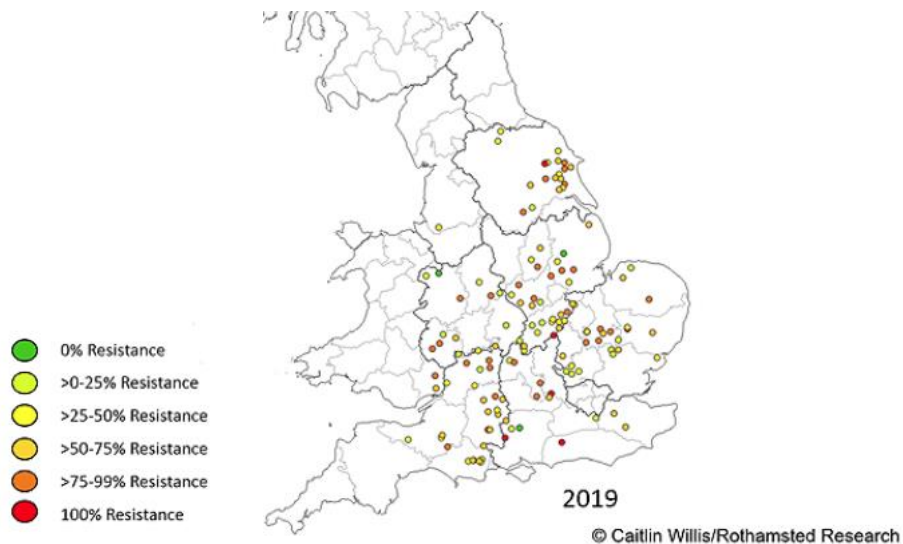 0% Resistance
>0-25% Resistance
>25-50% Resistance
>50-75% Resistance
>75-99% Resistance
100% Resistance
2019
© Caitlin Willis/Rothamsted Research